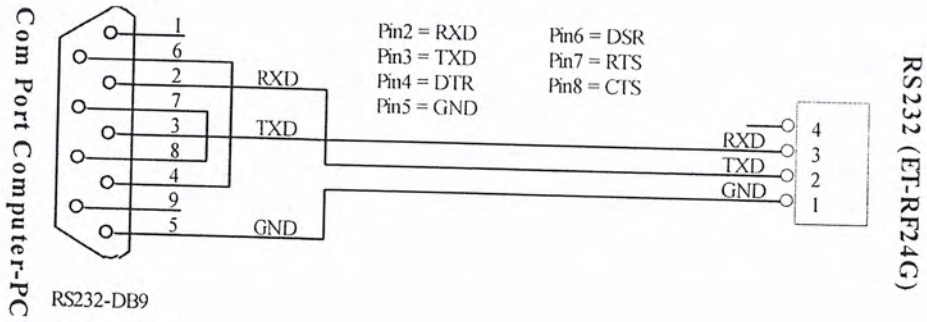 Com Port Computer-PC
1
6
2
7
3
8
4
9
5
RXD
TXD
GND
RS232-DB9
Pin2 = RXD
Pin3 = TXD
Pin4 = DTR
Pin5 = GND
Pin6 = DSR
Pin7 = RTS
Pin8 = CTS
RXD
TXD
GND
4
3
2
1
RS232 (ET-RF24G)